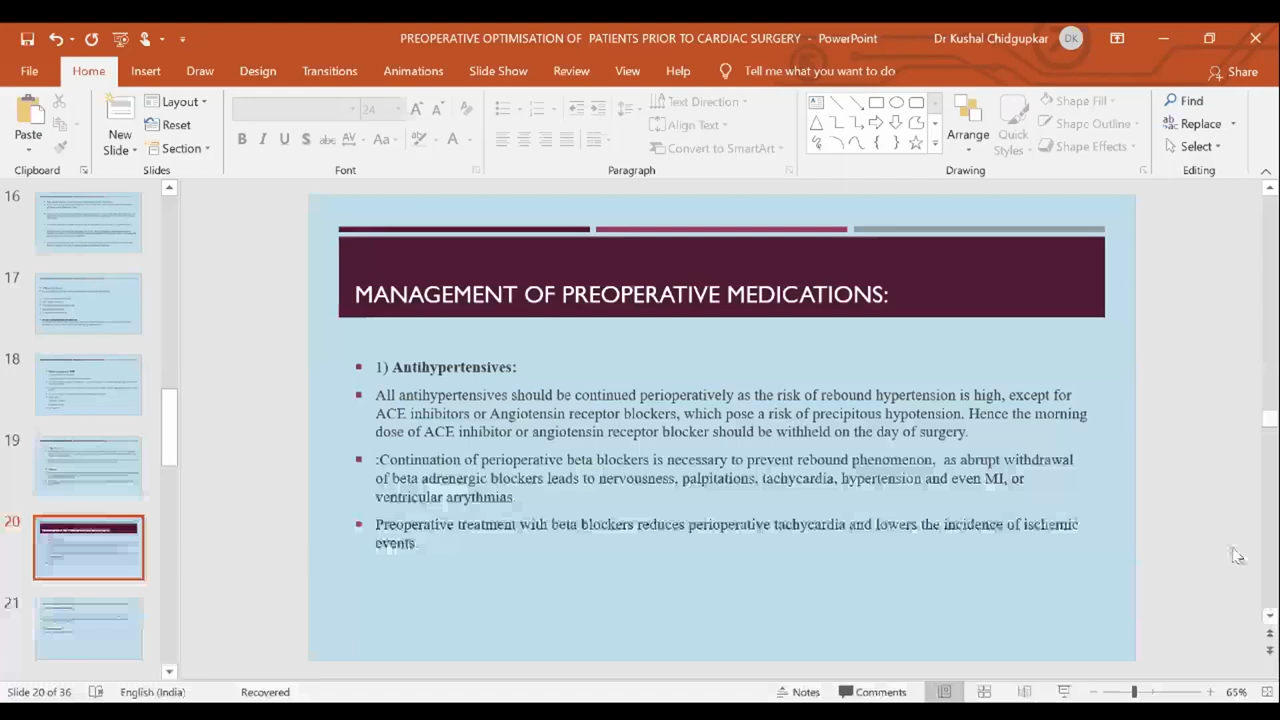 PREOPERATIVE OPTIMISATION OF PATIENTS PRIOR TO CARDIAC SURGERY - PowerPoint
Dr Kushal Chidgupkar DK
File Home Insert Draw Design Transitions Animations Slide Show Review View Help Tell me what you want to do Share
Paste
Clipboard
New
Slide
Layout
Reset
Section
Slides
24
B I U S abc AV Aa A
Font
Text Direction
Align Text
Convert to SmartArt
Paragraph
Arrange
Quick
Styles
Shape Fill
Shape Outline
Shape Effects
Drawing
Find
Replace
Select
Editing
16
17
18
19
20
21
MANAGEMENT OF PREOPERATIVE MEDICATIONS:
1) Antihypertensives:
All antihypertensives should be continued perioperatively as the risk of rebound hypertension is high, except for
ACE inhibitors or Angiotensin receptor blockers, which pose a risk of precipitous hypotension. Hence the morning
dose of ACE inhibitor or angiotensin receptor blocker should be withheld on the day of surgery.
:Continuation of perioperative beta blockers is necessary to prevent rebound phenomenon, as abrupt withdrawal
of beta adrenergic blockers leads to nervousness, palpitations, tachycardia, hypertension and even MI, or
ventricular arrythmias.
Preoperative treatment with beta blockers reduces perioperative tachycardia and lowers the incidence of ischemic
events.
Slide 20 of 36 English (India) Recovered Notes Comments 65%